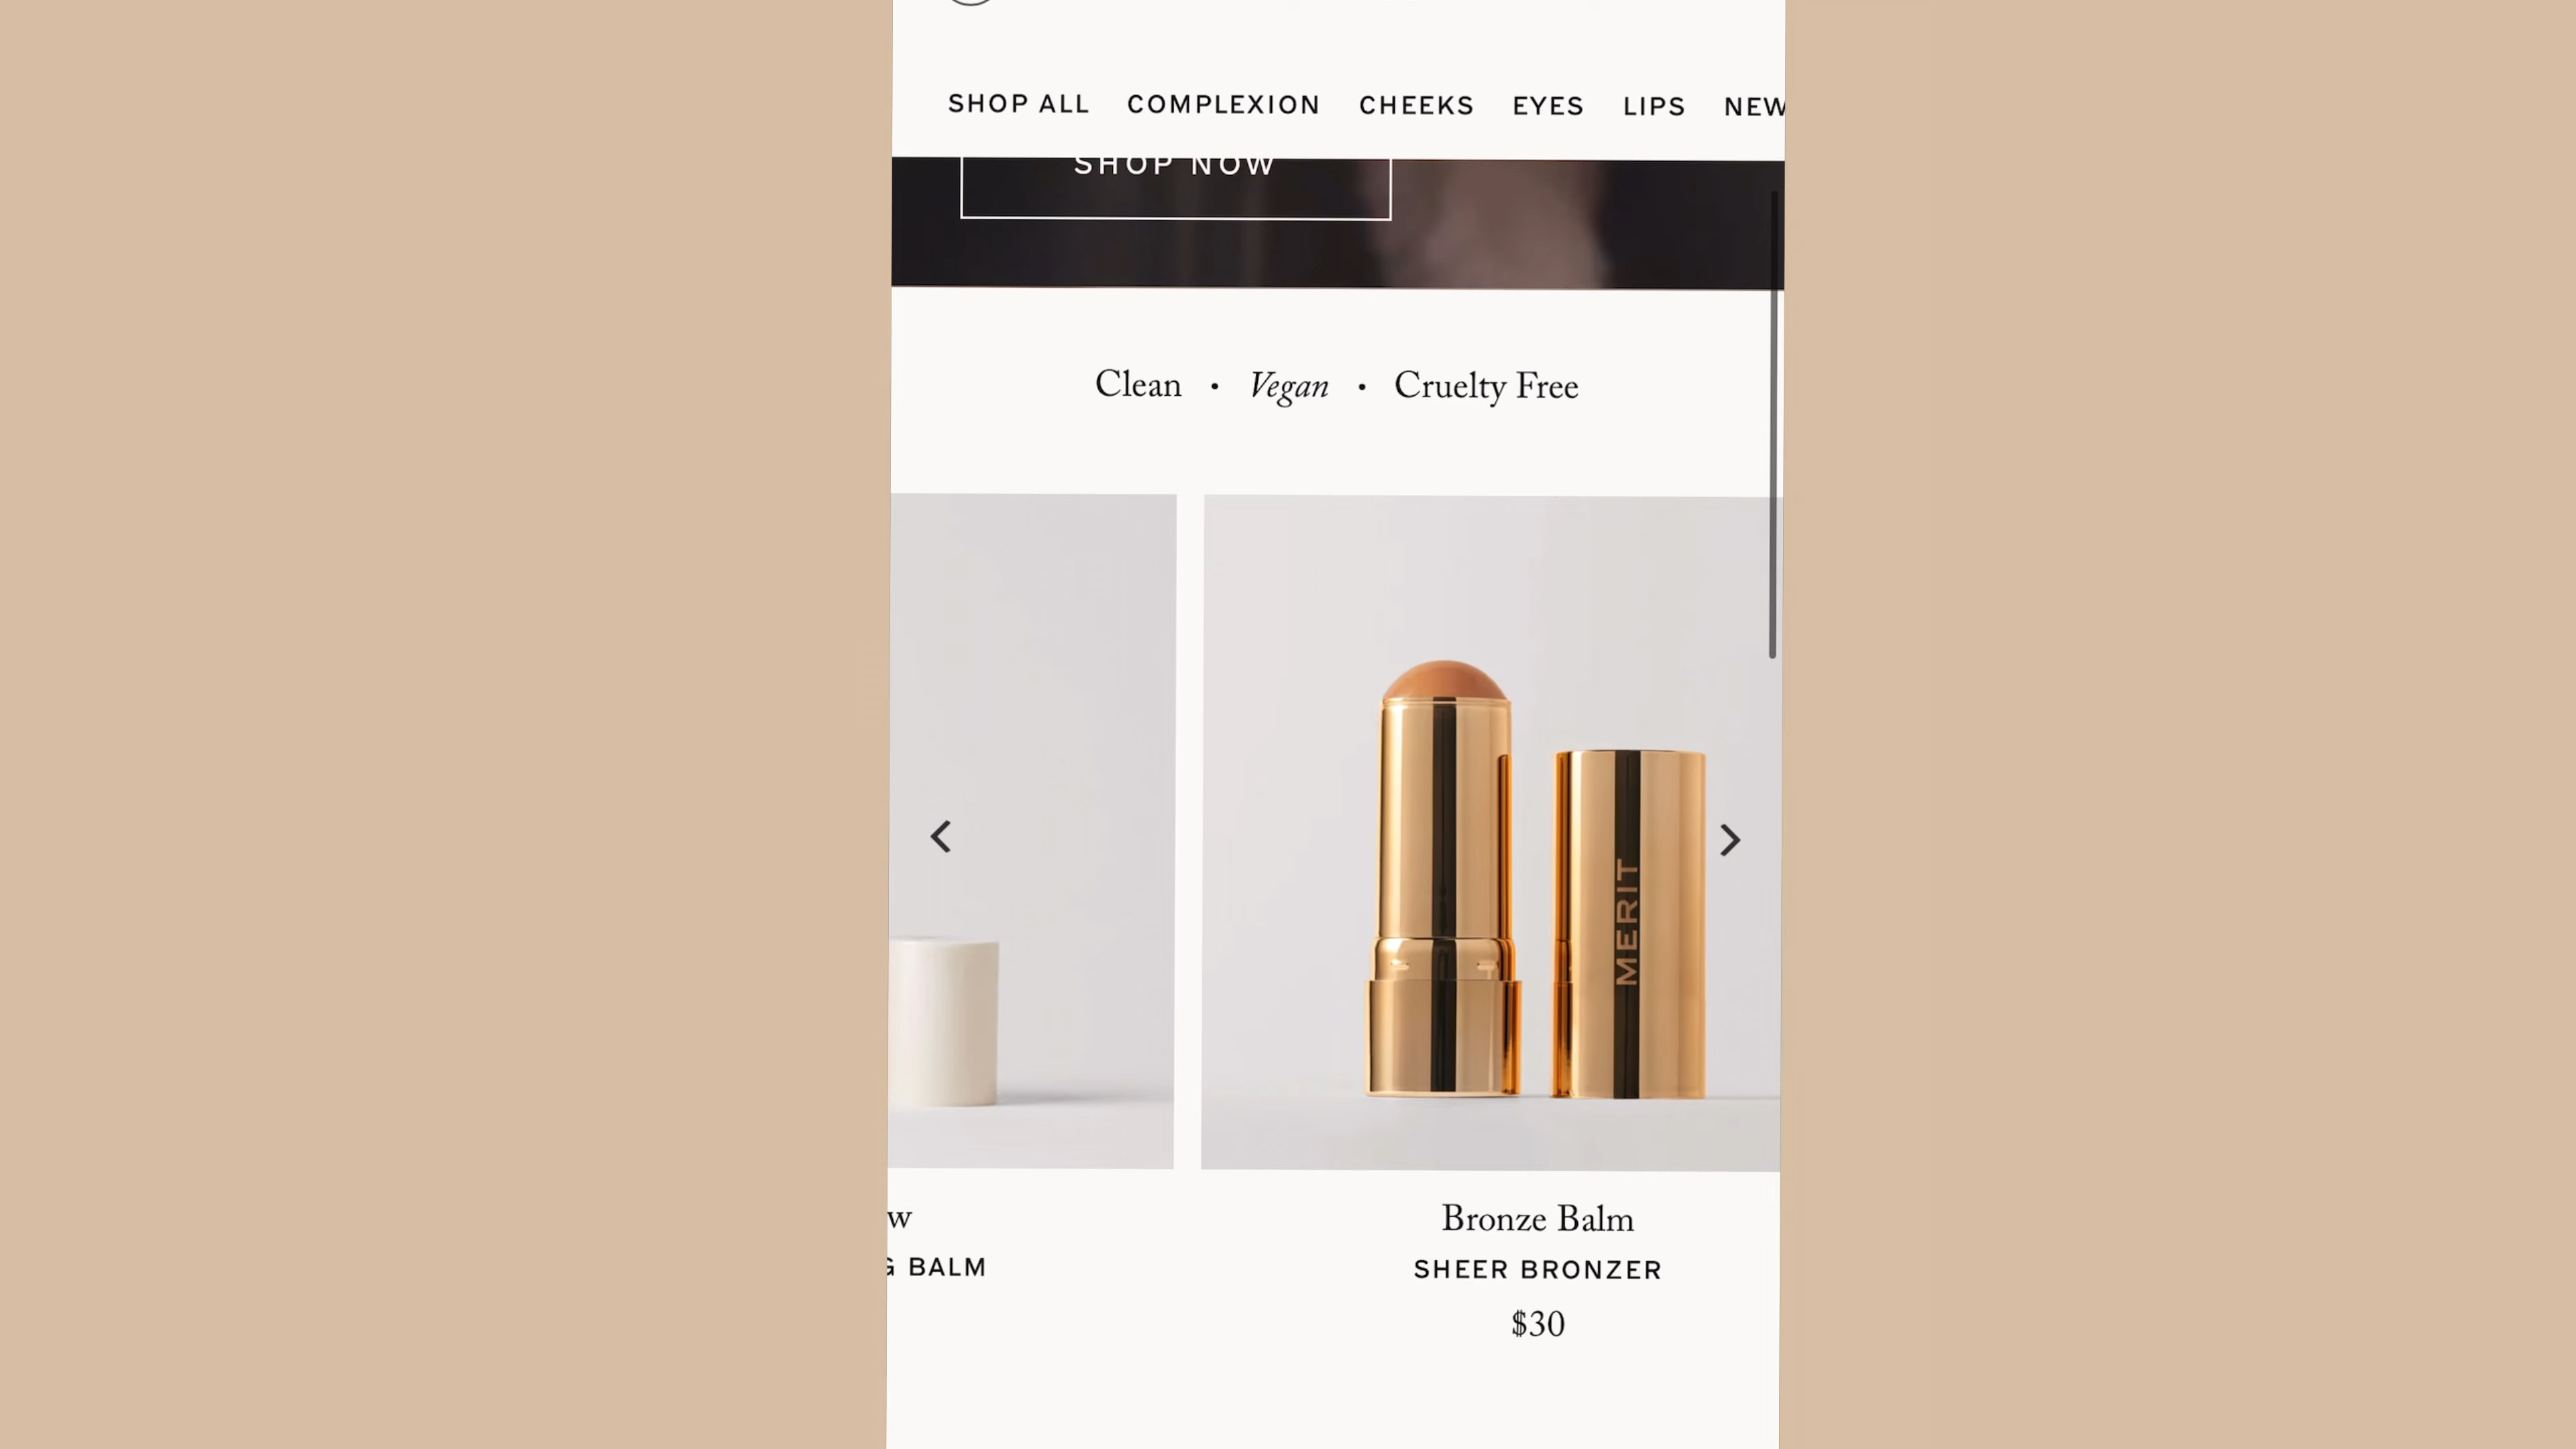 SHOP ALL COMPLEXION CHEEKS EYES LIPS NEW
SHOP NOW
Clean • Vegan • Cruelty Free
MERIT
w
G BALM
Bronze Balm
SHEER BRONZER
$30